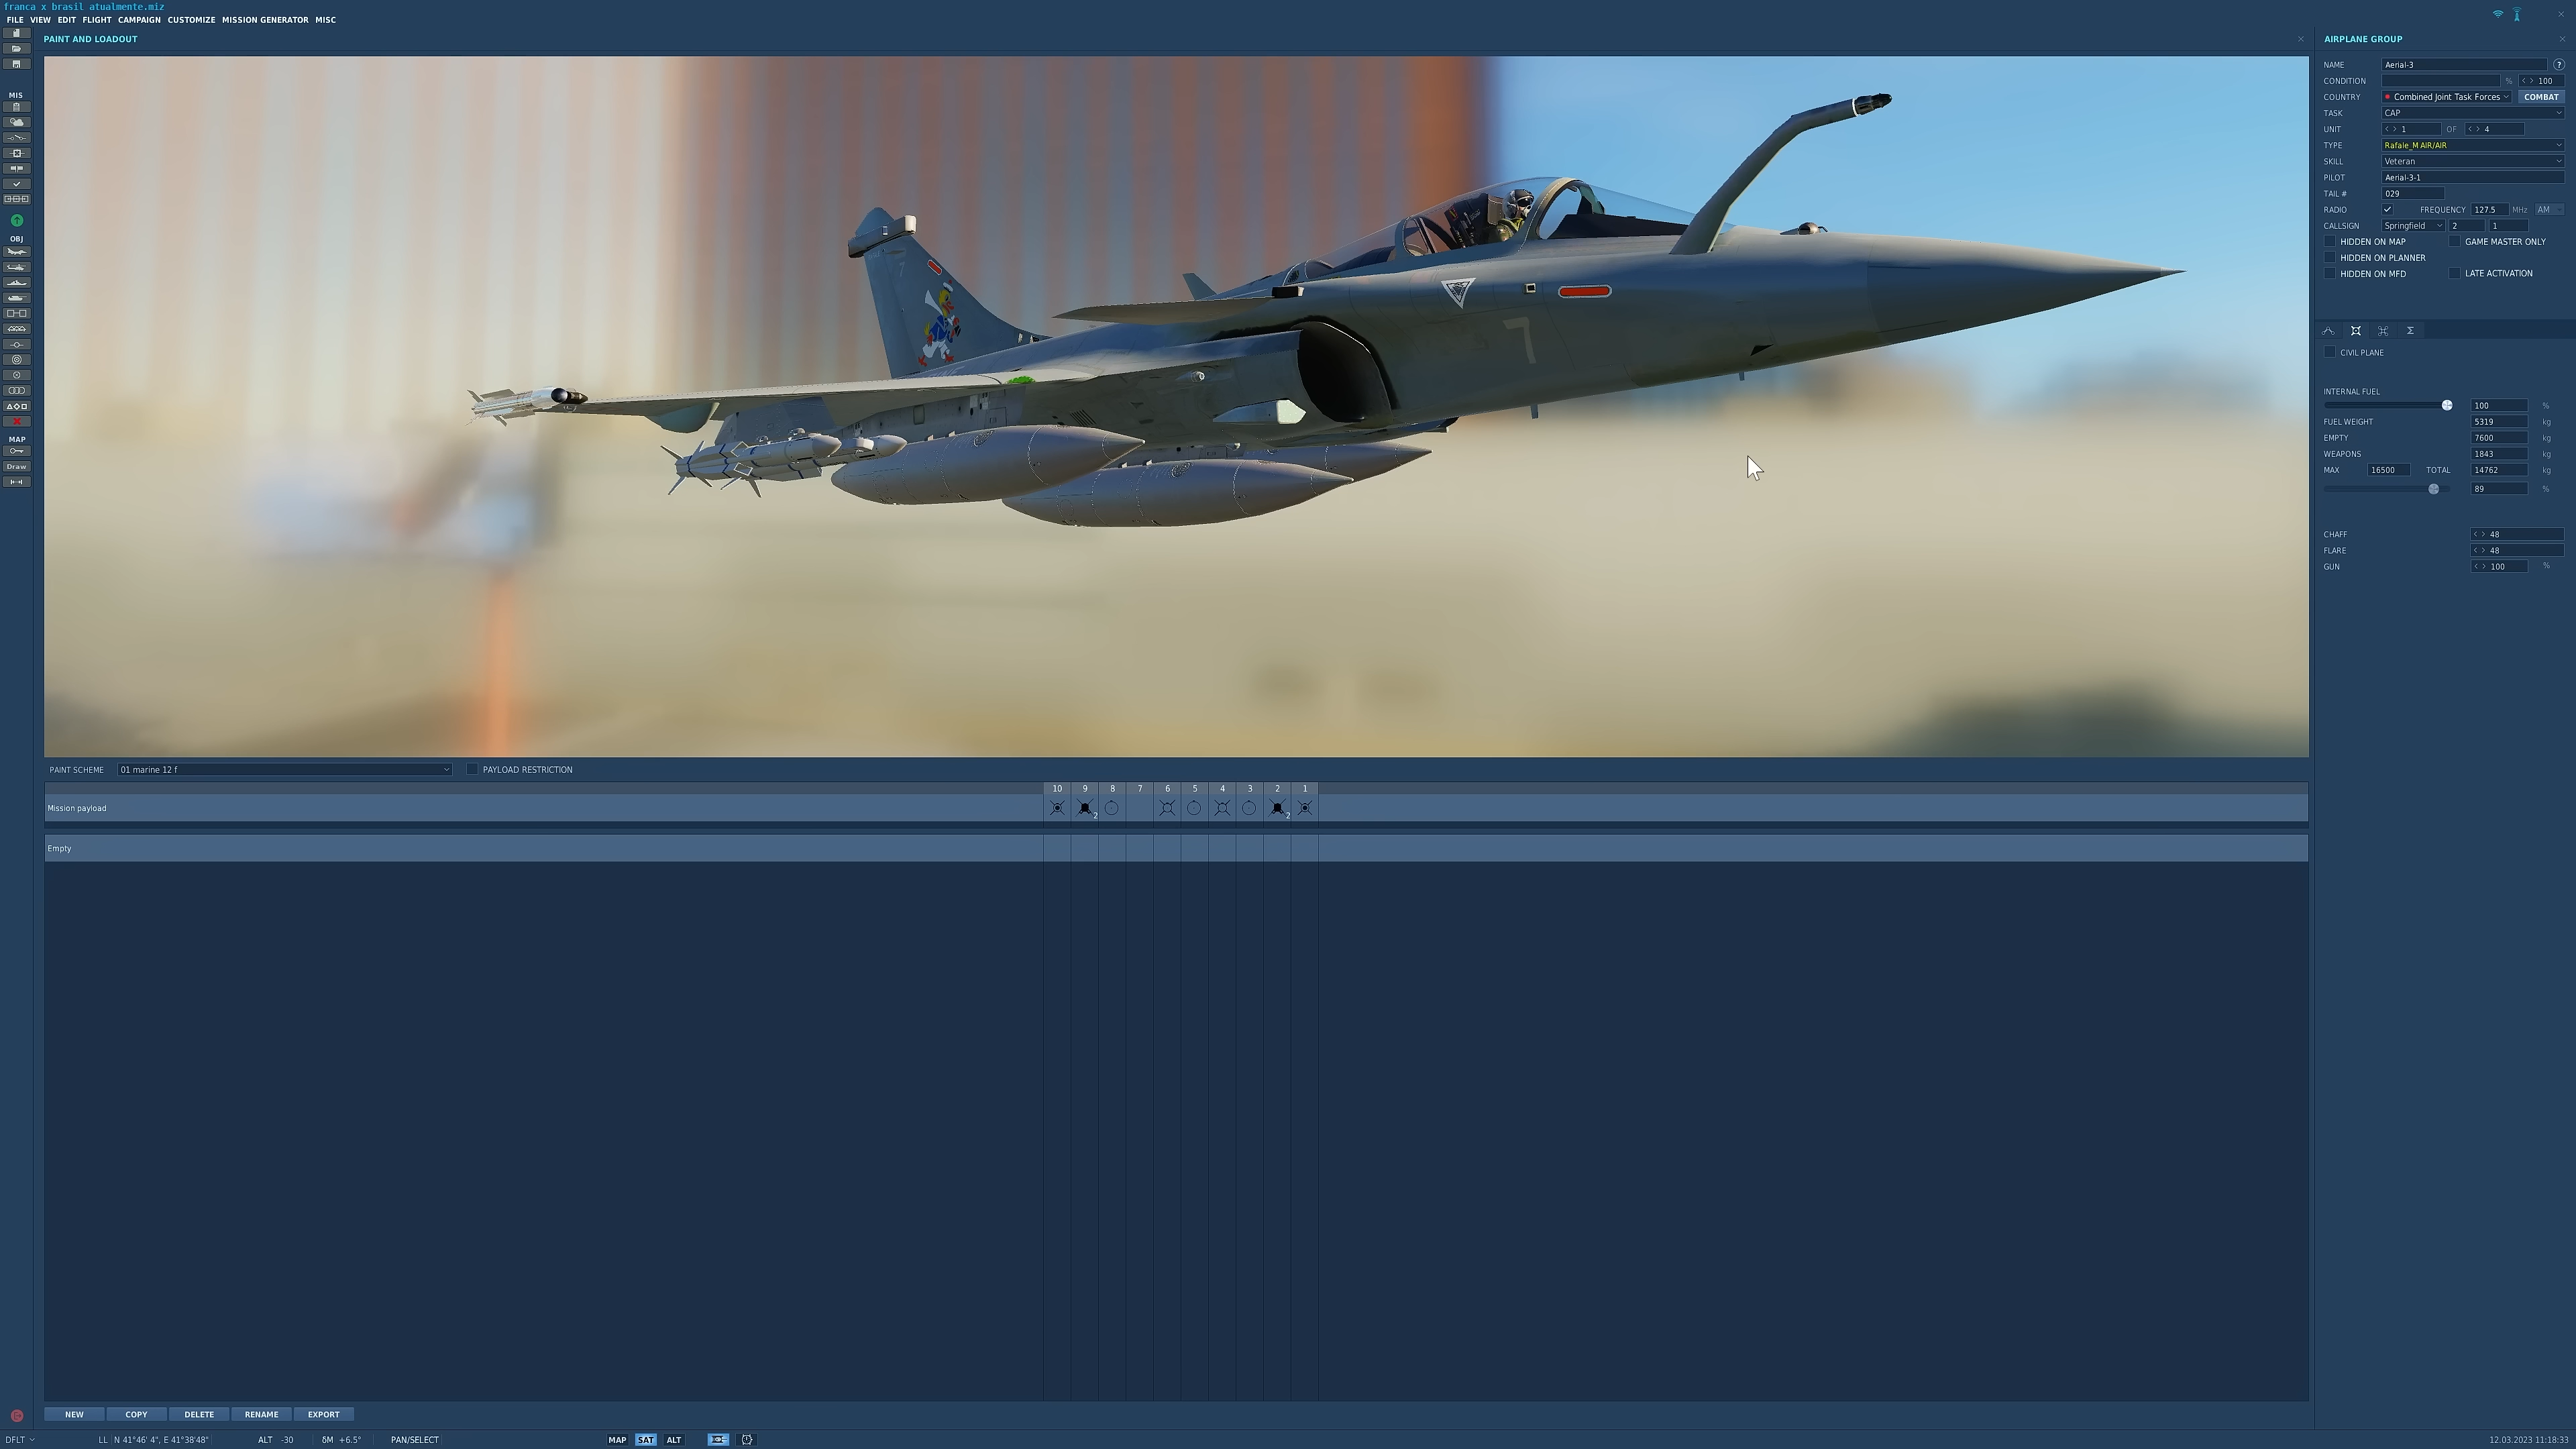 franca x brasil atualmente.miz
FILE VIEW EDIT FLIGHT CAMPAIGN CUSTOMIZE MISSION GENERATOR MISC
PAINT AND LOADOUT
MIS
OBJ
MAP
Draw
7
PAINT SCHEME 01 marine 12 f PAYLOAD RESTRICTION
10 9 8 7 6 5 4 3 2 1
Mission payload 2 2
Empty
NEW COPY DELETE RENAME EXPORT
AIRPLANE GROUP
NAME Aerial-3 ?
CONDITION % < > 100
COUNTRY Combined Joint Task Forces COMBAT
TASK CAP
UNIT < > 1 OF < > 4
TYPE Rafale_M AIR/AIR
SKILL Veteran
PILOT Aerial-3-1
TAIL # 029
RADIO FREQUENCY 127.5 MHz AM
CALLSIGN Springfield 2 1
HIDDEN ON MAP GAME MASTER ONLY
HIDDEN ON PLANNER
HIDDEN ON MFD LATE ACTIVATION
Σ
CIVIL PLANE
INTERNAL FUEL
100 %
FUEL WEIGHT 5319 kg
EMPTY 7600 kg
WEAPONS 1843 kg
MAX 16500 TOTAL 14762 kg
89 %
CHAFF < > 48
FLARE < > 48
GUN < > 100 %
DFLT LL N 41°46' 4", E 41°38'48" ALT -30 δM +6.5° PAN/SELECT MAP SAT ALT 12.03.2023 11:18:33